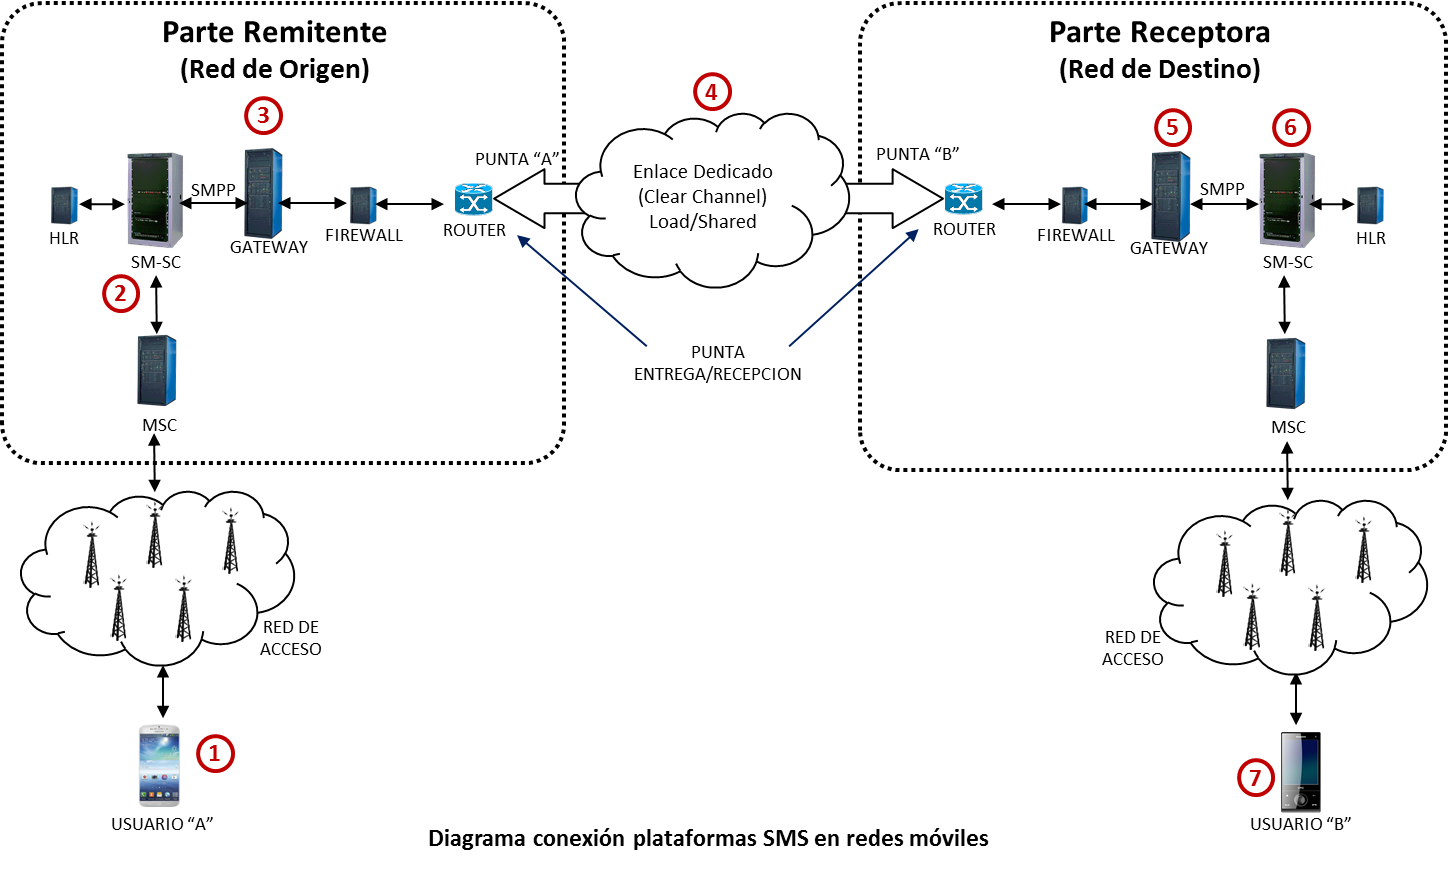 Parte Remitente
(Red de Origen)
Parte Receptora
(Red de Destino)
3
4
5
6
PUNTA “A”
PUNTA “B”
Enlace Dedicado
(Clear Channel)
Load/Shared
SMPP
SMPP
HLR
SM-SC
GATEWAY
FIREWALL
ROUTER
ROUTER
FIREWALL
GATEWAY
SM-SC
HLR
2
PUNTA
ENTREGA/RECEPCION
MSC
MSC
RED DE
ACCESO
RED DE
ACCESO
1
7
USUARIO “A”
USUARIO “B”
Diagrama conexión plataformas SMS en redes móviles